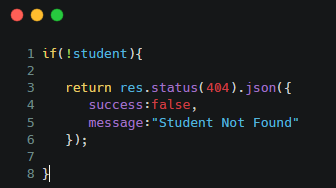 1 if(!student){
2
3    return res.status(404).json({
4       success:false,
5       message:"Student Not Found"
6    });
7
8 }